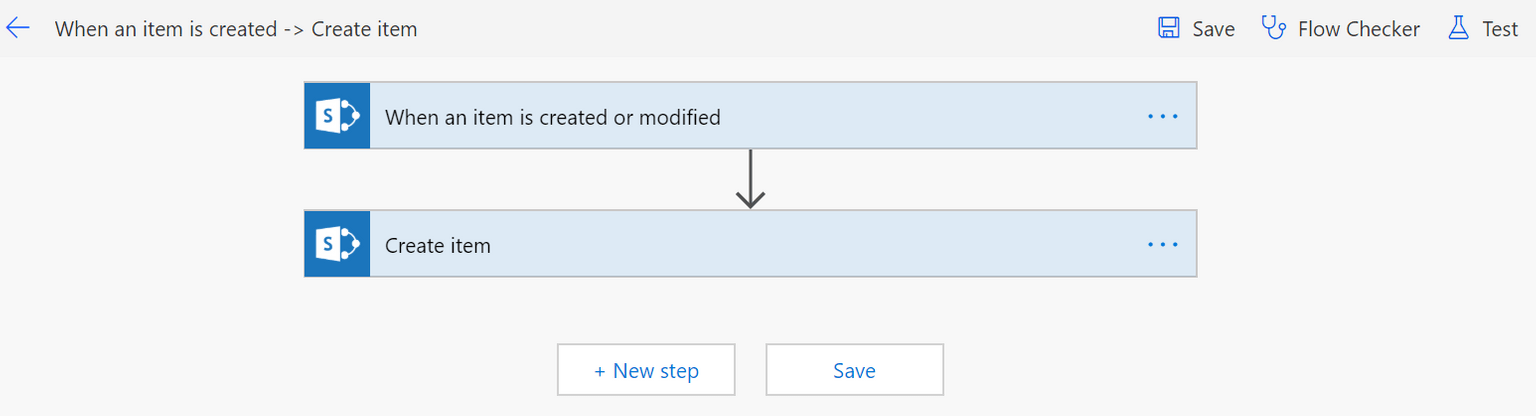 When an item is created -> Create item
Save
Flow Checker
Test
S
When an item is created or modified
S
Create item
+ New step
Save